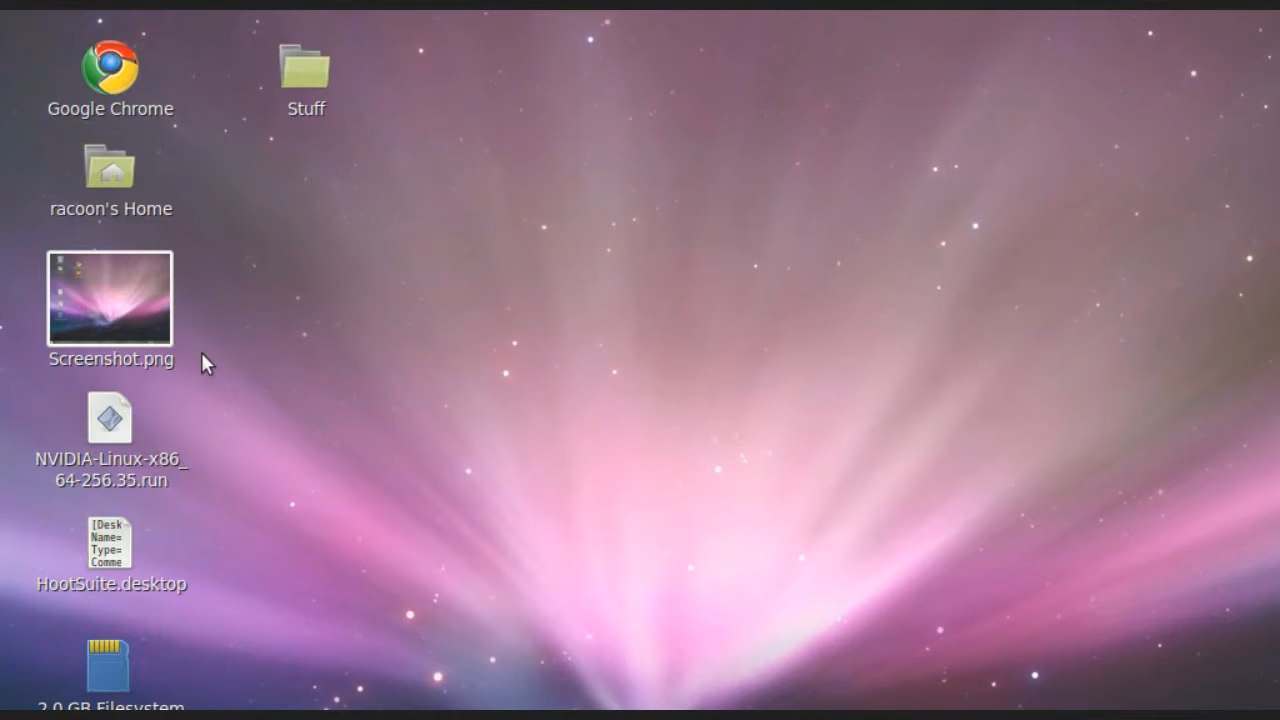 Google Chrome
Stuff
racoon's Home
Screenshot.png
NVIDIA-Linux-x86_
64-256.35.run
[Desk
Name=
Type=
Comme
HootSuite.desktop
2.0 GB Filesystem